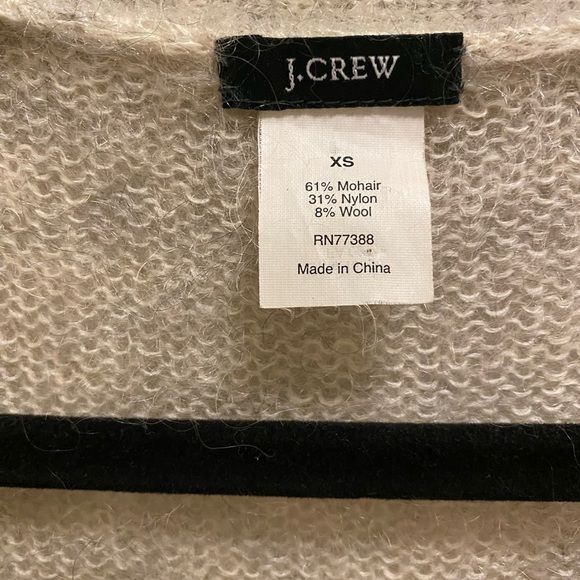 J.CREW
XS
61% Mohair
31% Nylon
8% Wool
RN77388
Made in China